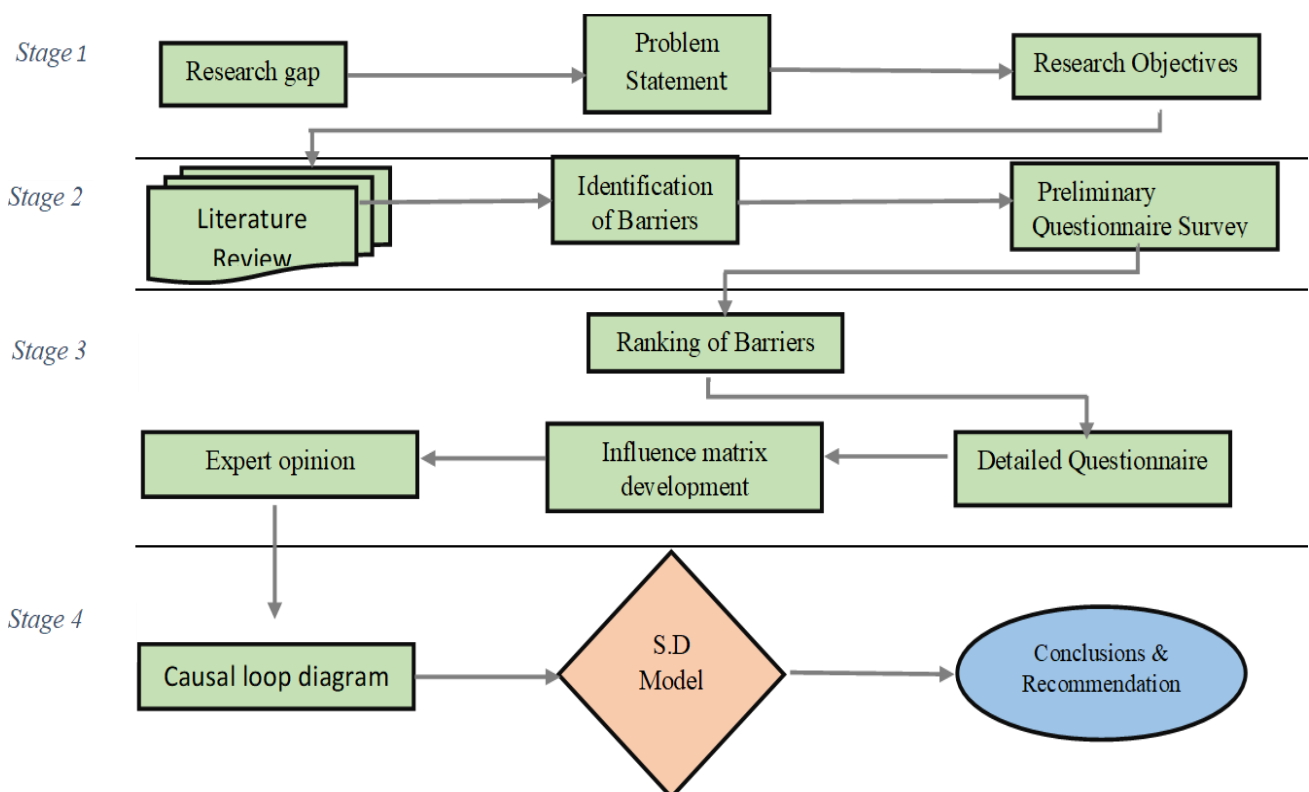 Stage 1
Research gap
Problem
Statement
Research Objectives
Stage 2
Literature
Review
Identification
of Barriers
Preliminary
Questionnaire Survey
Stage 3
Ranking of Barriers
Expert opinion
Influence matrix
development
Detailed Questionnaire
Stage 4
Causal loop diagram
S.D
Model
Conclusions &
Recommendation